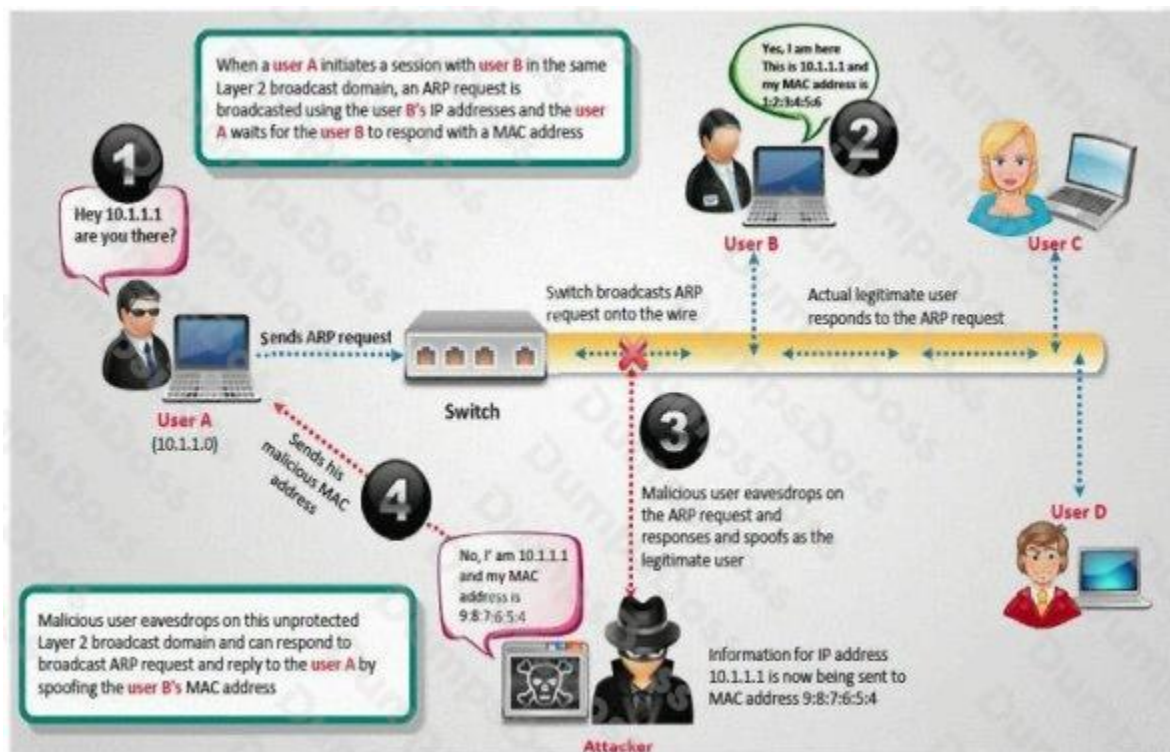 When a user A initiates a session with user B in the same
Layer 2 broadcast domain, an ARP request is
broadcasted using the user B's IP addresses and the user
A waits for the user B to respond with a MAC address
1
Hey 10.1.1.1
are you there?
User A
(10.1.1.0)
Sends ARP request
Switch
Switch broadcasts ARP
request onto the wire
Yes, I am here
This is 10.1.1.1 and
my MAC address is
1:2:3:4:5:6
2
User B
User C
Actual legitimate user
responds to the ARP request
User D
3
Malicious user eavesdrops on
the ARP request and
responses and spoofs as the
legitimate user
4
Sends his
malicious MAC
address
No, I' am 10.1.1.1
and my MAC
address is
9:8:7:6:5:4
Malicious user eavesdrops on this unprotected
Layer 2 broadcast domain and can respond to
broadcast ARP request and reply to the user A by
spoofing the user B's MAC address
Information for IP address
10.1.1.1 is now being sent to
MAC address 9:8:7:6:5:4
Attacker
DumpsDoss